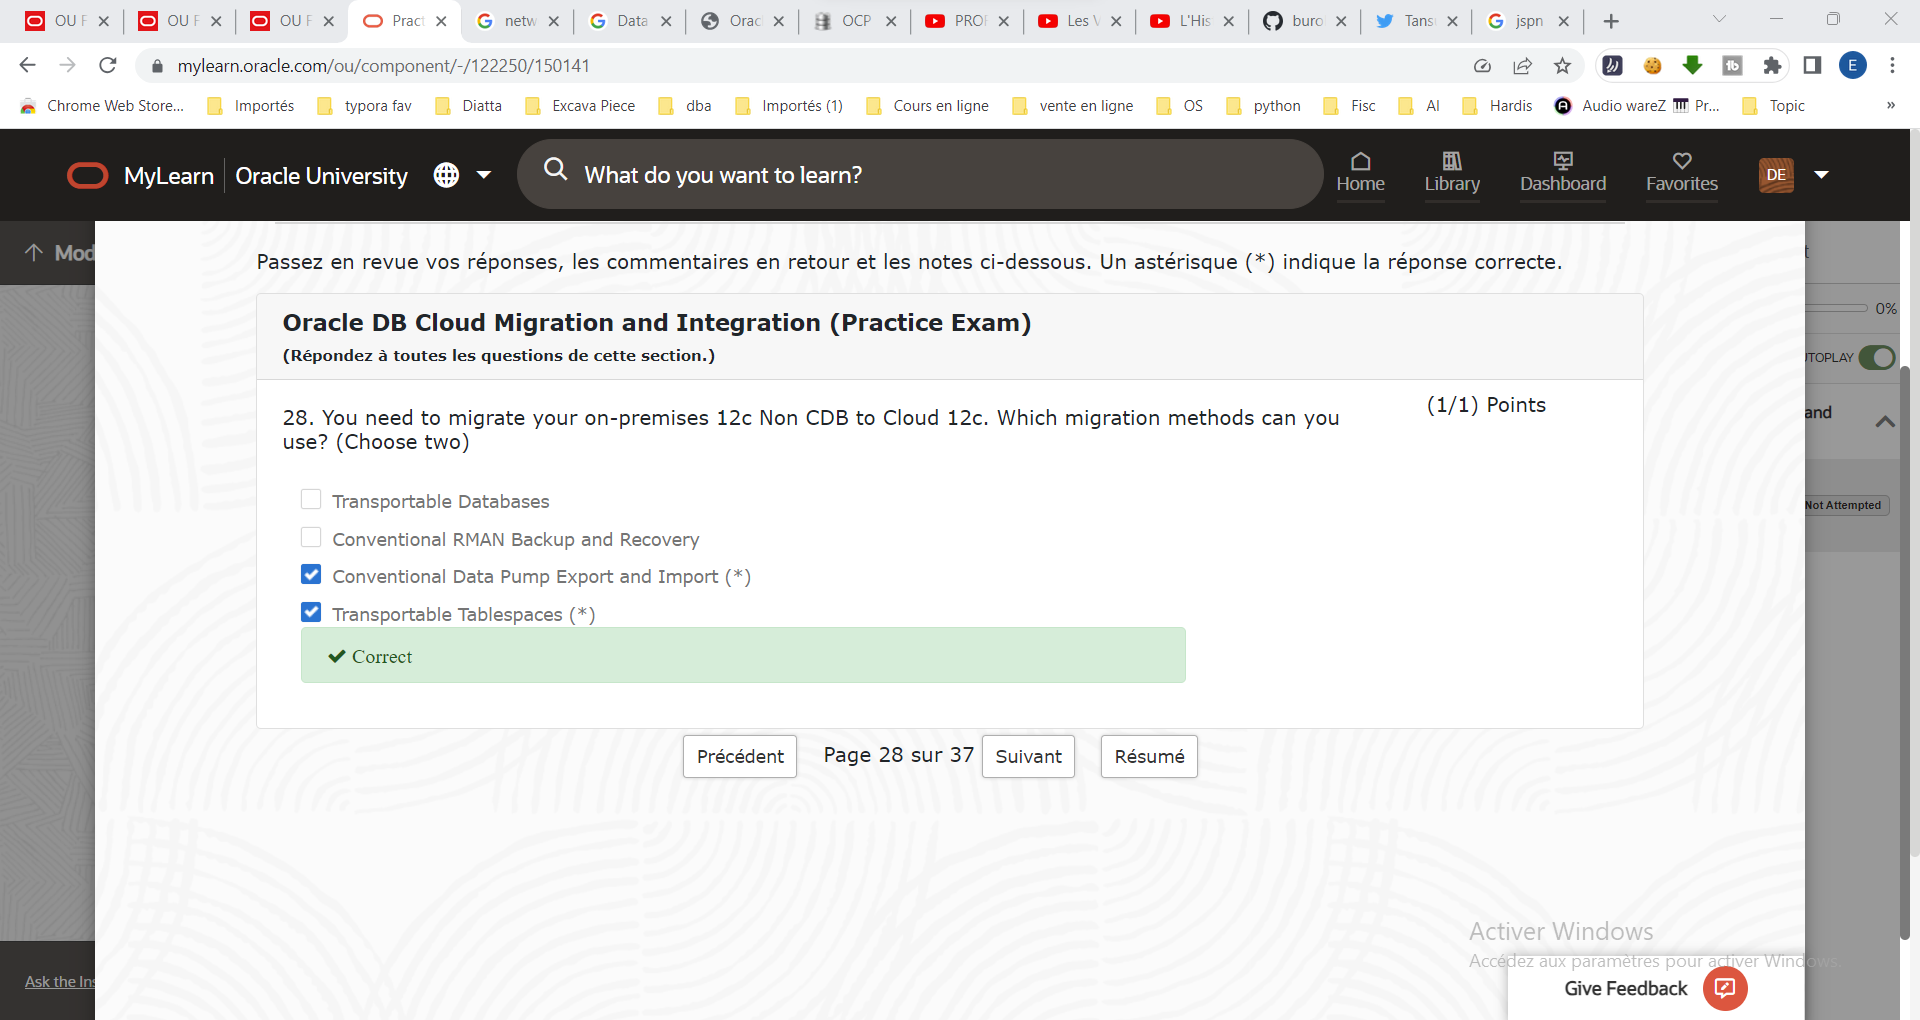 OU F
OU F
OU F
Pract
netw
Data
Orac
OCP
PROF
Les V
L'His
buro
Tans
jspn
mylearn.oracle.com/ou/component/-/122250/150141
E
Chrome Web Store...
Importés
typora fav
Diatta
Excava Piece
dba
Importés (1)
Cours en ligne
vente en ligne
OS
python
Fisc
AI
Hardis
Audio wareZ
Pr...
Topic
»
MyLearn
Oracle University
What do you want to learn?
Home
Library
Dashboard
Favorites
DE
Mod
t
Passez en revue vos réponses, les commentaires en retour et les notes ci-dessous. Un astérisque (*) indique la réponse correcte.
0%
Oracle DB Cloud Migration and Integration (Practice Exam)
(Répondez à toutes les questions de cette section.)
UTOPLAY
28. You need to migrate your on-premises 12c Non CDB to Cloud 12c. Which migration methods can you
use? (Choose two)
(1/1) Points
and
Transportable Databases
Not Attempted
Conventional RMAN Backup and Recovery
Conventional Data Pump Export and Import (*)
Transportable Tablespaces (*)
Correct
Précédent
Page 28 sur 37
Suivant
Résumé
Activer Windows
Accédez aux paramètres pour activer Windows.
Ask the Ins
Give Feedback